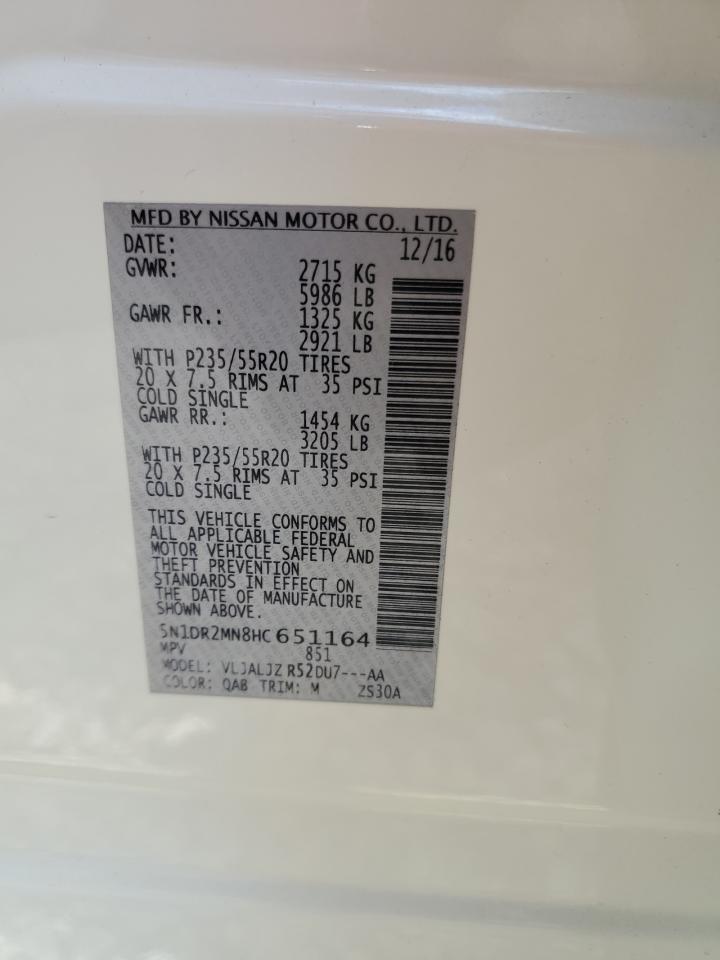 MFD BY NISSAN MOTOR CO., LTD.
DATE: 12/16
GVWR: 2715 KG
5986 LB
GAWR FR.: 1325 KG
2921 LB
WITH P235/55R20 TIRES
20 X 7.5 RIMS AT 35 PSI
COLD SINGLE
GAWR RR.: 1454 KG
3205 LB
WITH P235/55R20 TIRES
20 X 7.5 RIMS AT 35 PSI
COLD SINGLE
THIS VEHICLE CONFORMS TO
ALL APPLICABLE FEDERAL
MOTOR VEHICLE SAFETY AND
THEFT PREVENTION
STANDARDS IN EFFECT ON
THE DATE OF MANUFACTURE
SHOWN ABOVE.
5N1DR2MN8HC651164
MPV 851
MODEL: VLJALJZ R52DU7---AA
COLOR: QAB TRIM: M ZS30A